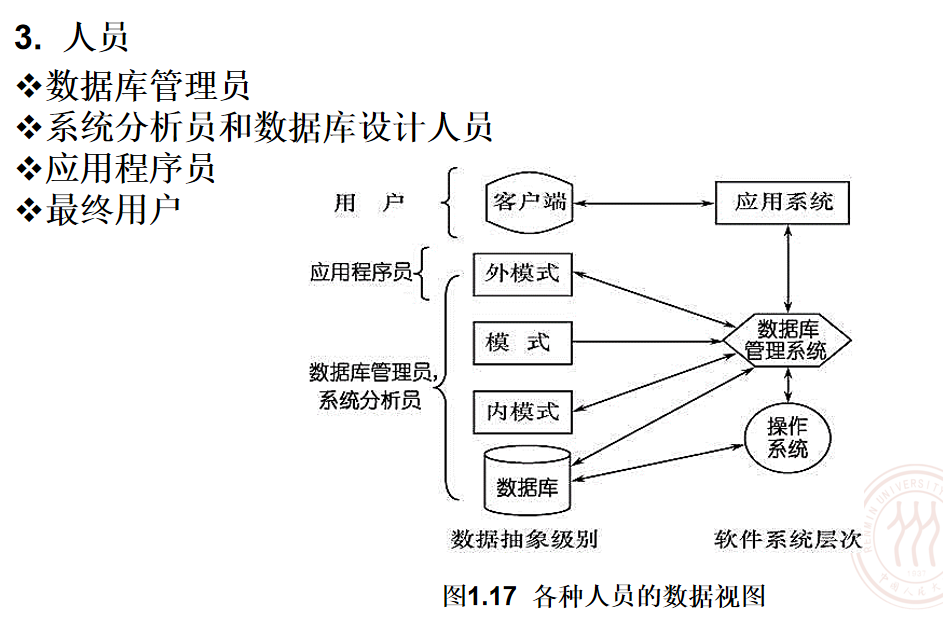 3. 人员
❖数据库管理员
❖系统分析员和数据库设计人员
❖应用程序员
❖最终用户
用 户
客户端
应用系统
应用程序员
外模式
模 式
数据库
管理系统
数据库管理员,
系统分析员
内模式
操作
系统
数据库
数据抽象级别
软件系统层次
图1.17 各种人员的数据视图